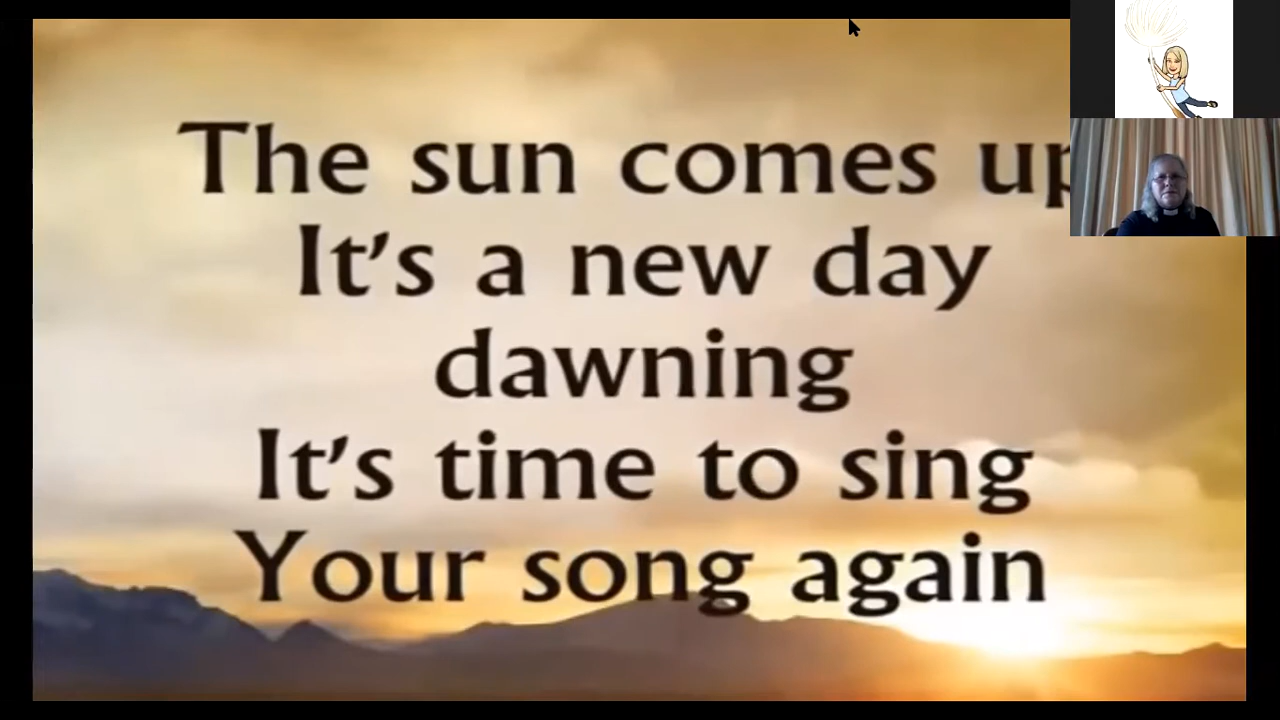 The sun comes up
It's a new day
dawning
It's time to sing
Your song again